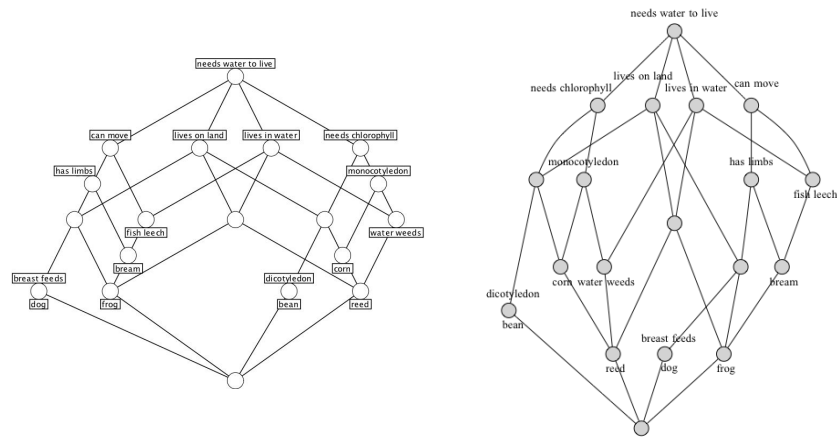 needs water to live
can move
lives on land
lives in water
needs chlorophyll
has limbs
monocotyledon
fish leech
water weeds
bream
corn
breast feeds
dicotyledon
dog
frog
bean
reed
needs water to live
lives on land
needs chlorophyll
lives in water
can move
monocotyledon
has limbs
fish leech
corn
water weeds
bream
dicotyledon
bean
breast feeds
reed
dog
frog